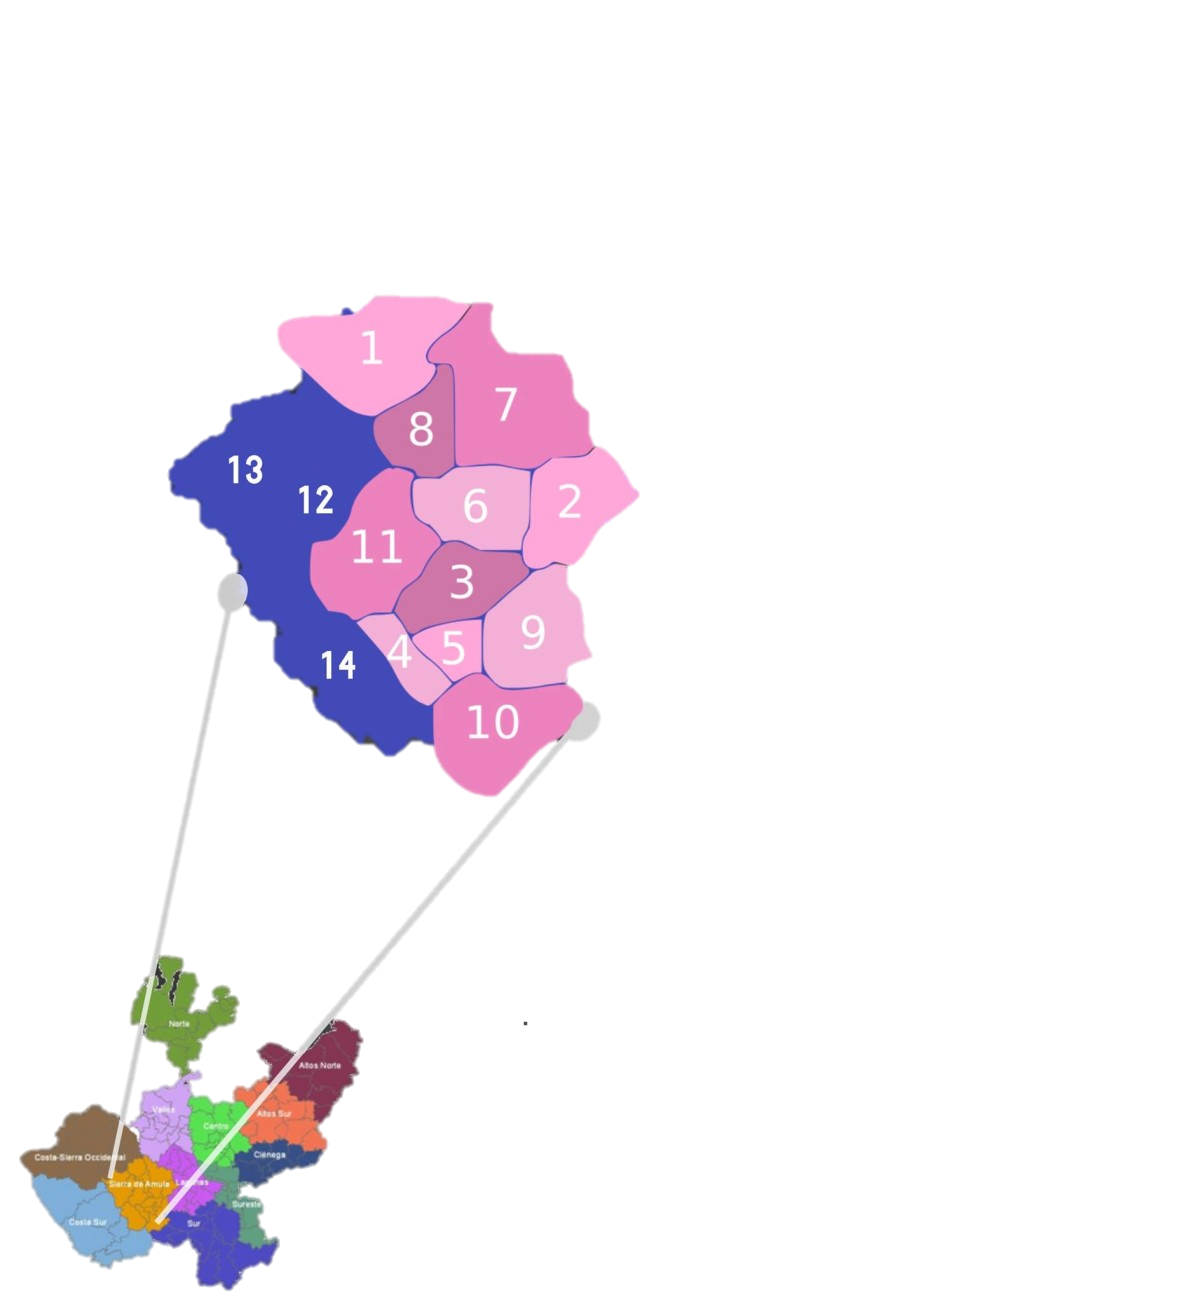 1
7
8
13
12
6
2
11
3
9
4
5
14
10
Norte
Altos Norte
Valles
Altos Sur
Centro
Ciénega
Costa-Sierra Occidental
Sierra de Amula
Lagunas
Sureste
Costa Sur
Sur